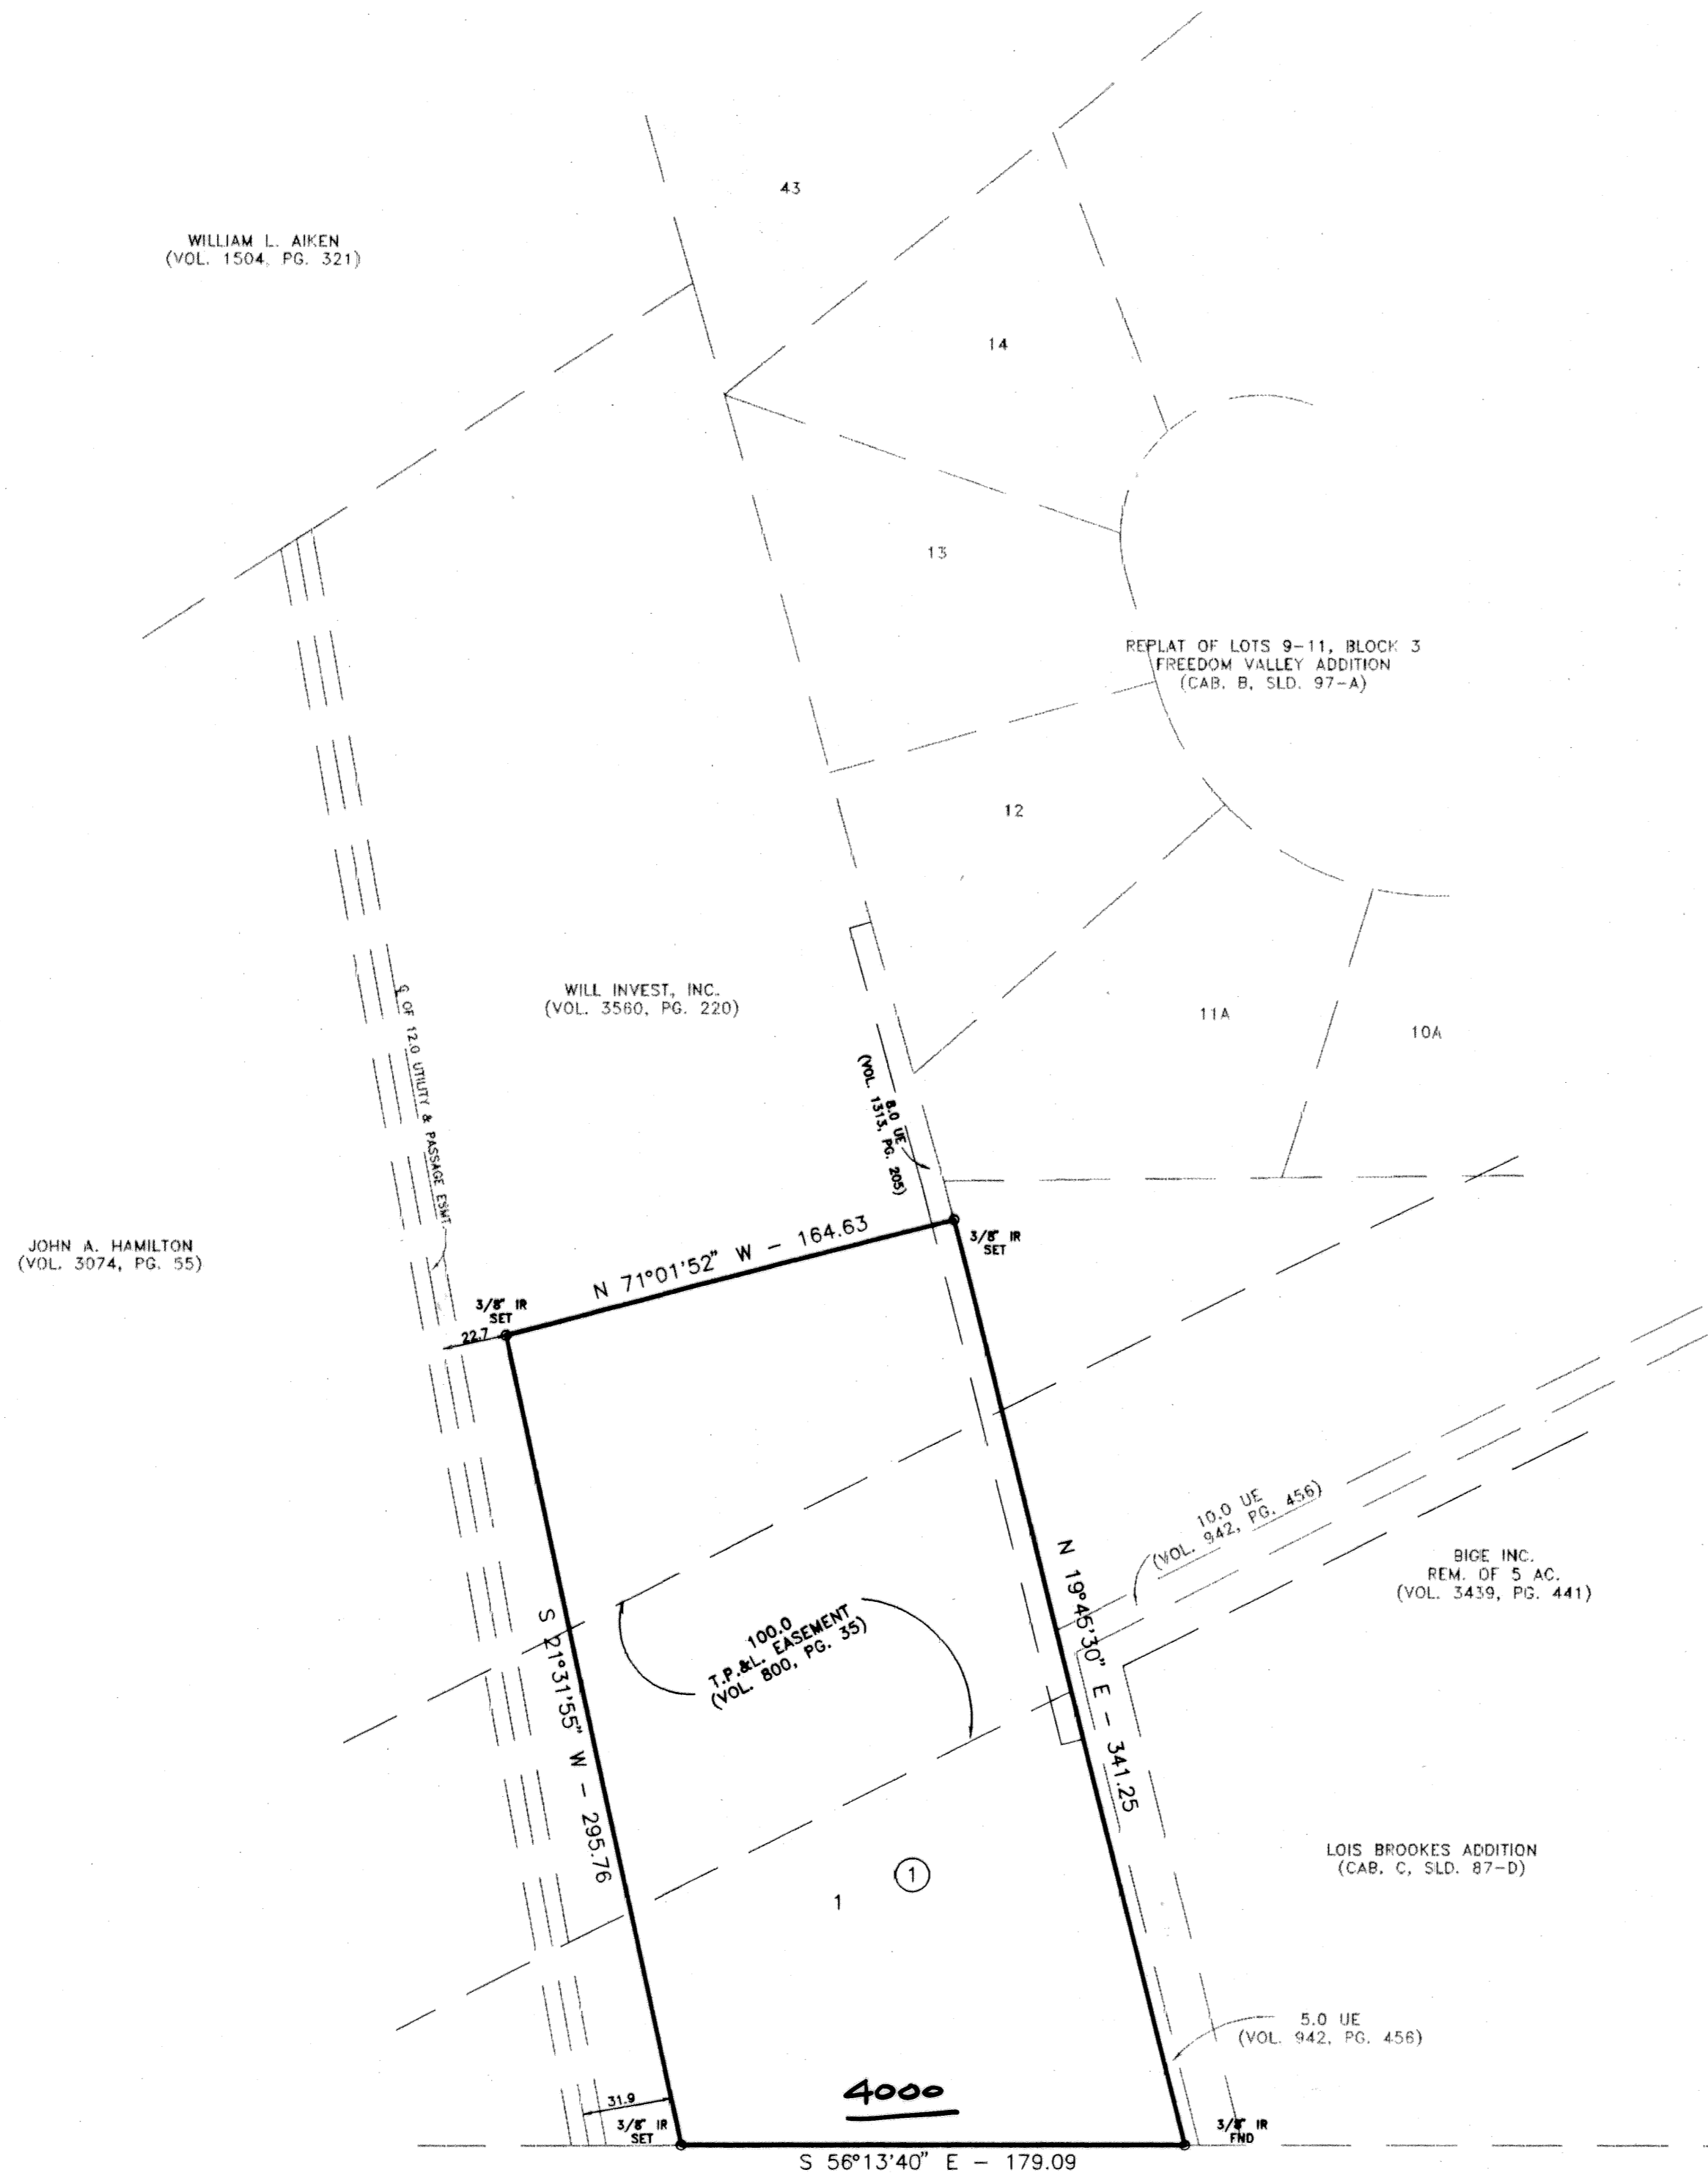 43
WILLIAM L. AIKEN
(VOL. 1504, PG. 321)
14
13
REPLAT OF LOTS 9-11, BLOCK 3
FREEDOM VALLEY ADDITION
(CAB. B, SLD. 97-A)
12
WILL INVEST, INC.
(VOL. 3560, PG. 220)
℄ OF 12.0 UTILITY & PASSAGE ESMT.
11A
10A
8.0 UE
(VOL. 1313, PG. 205)
JOHN A. HAMILTON
(VOL. 3074, PG. 55)
N 71°01'52" W - 164.63
3/8" IR
SET
3/8" IR
SET
22.7
10.0 UE
(VOL. 942, PG. 456)
N 19°45'30" E - 341.25
BIGE INC.
REM. OF 5 AC.
(VOL. 3439, PG. 441)
S 21°31'55" W - 295.76
100.0
T.P.&L. EASEMENT
(VOL. 800, PG. 35)
LOIS BROOKES ADDITION
(CAB. C, SLD. 87-D)
1
1
5.0 UE
(VOL. 942, PG. 456)
31.9
4000
3/8" IR
SET
3/8" IR
FND
S 56°13'40" E - 179.09